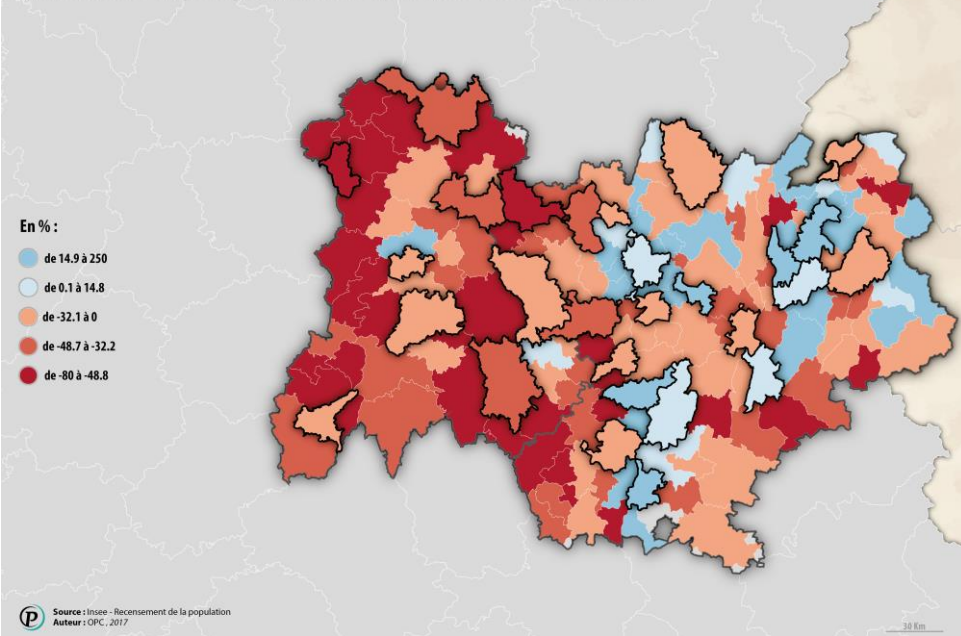 En % :
de 14.9 à 250
de 0.1 à 14.8
de -32.1 à 0
de -48.7 à -32.2
de -80 à -48.8
P
Source : Insee - Recensement de la population
Auteur : OPC , 2017
30 Km